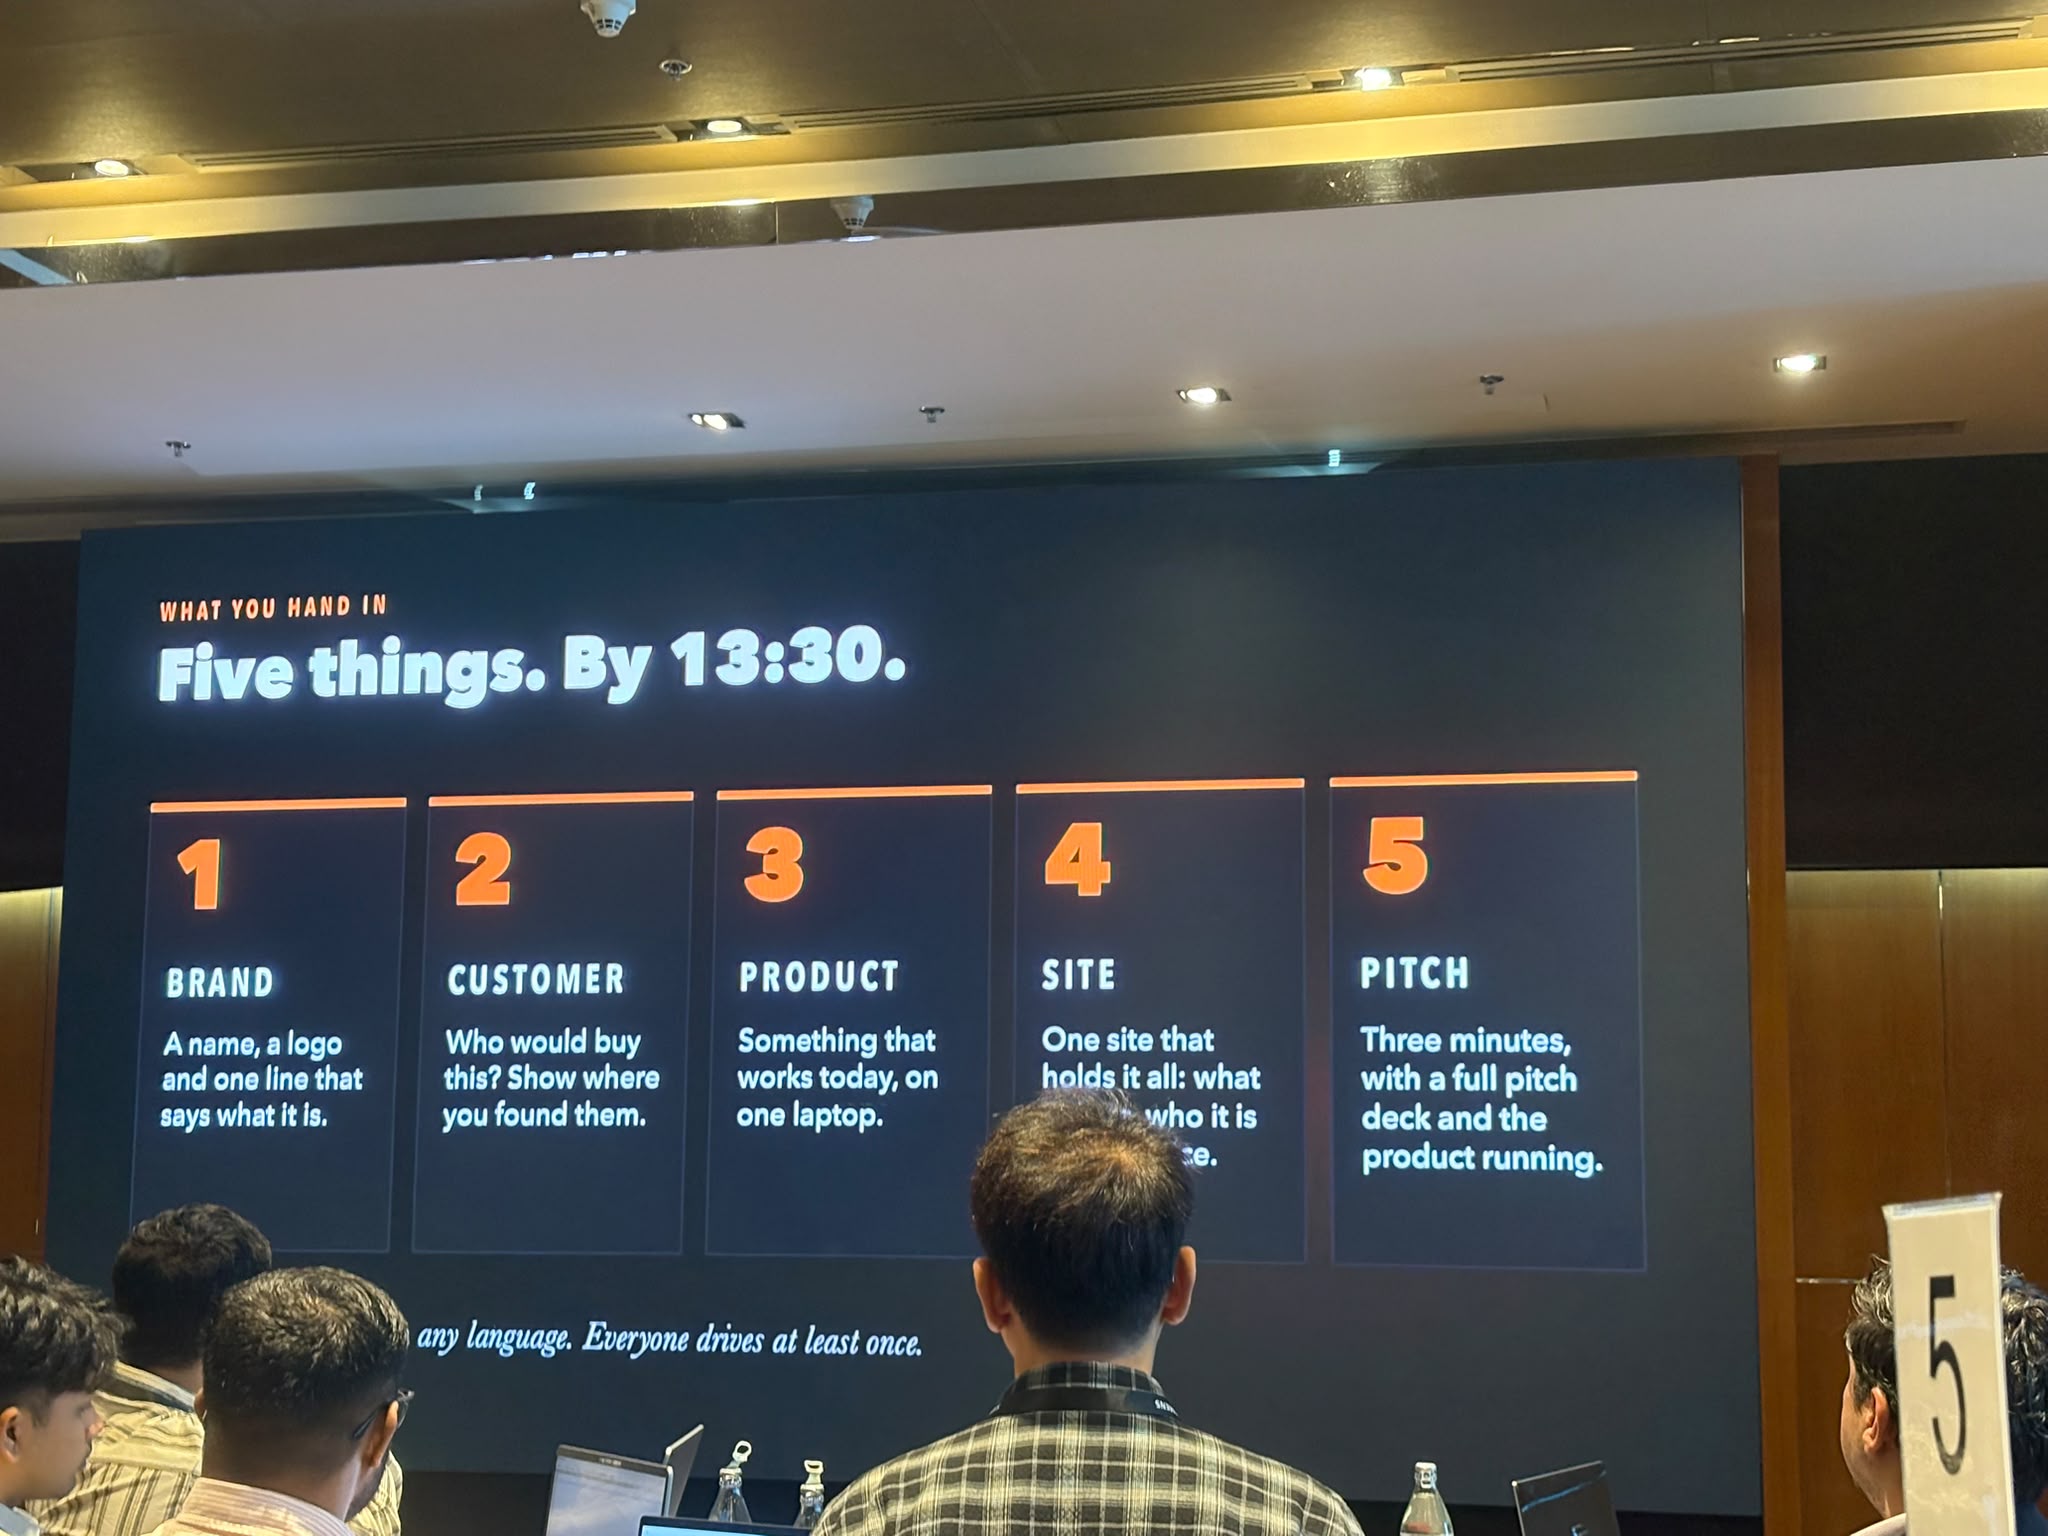 WHAT YOU HAND IN
Five things. By 13:30.
1
BRAND
A name, a logo
and one line that
says what it is.
2
CUSTOMER
Who would buy
this? Show where
you found them.
3
PRODUCT
Something that
works today, on
one laptop.
4
SITE
One site that
holds it all: what
who it is
5
PITCH
Three minutes,
with a full pitch
deck and the
product running.
any language. Everyone drives at least once.
5